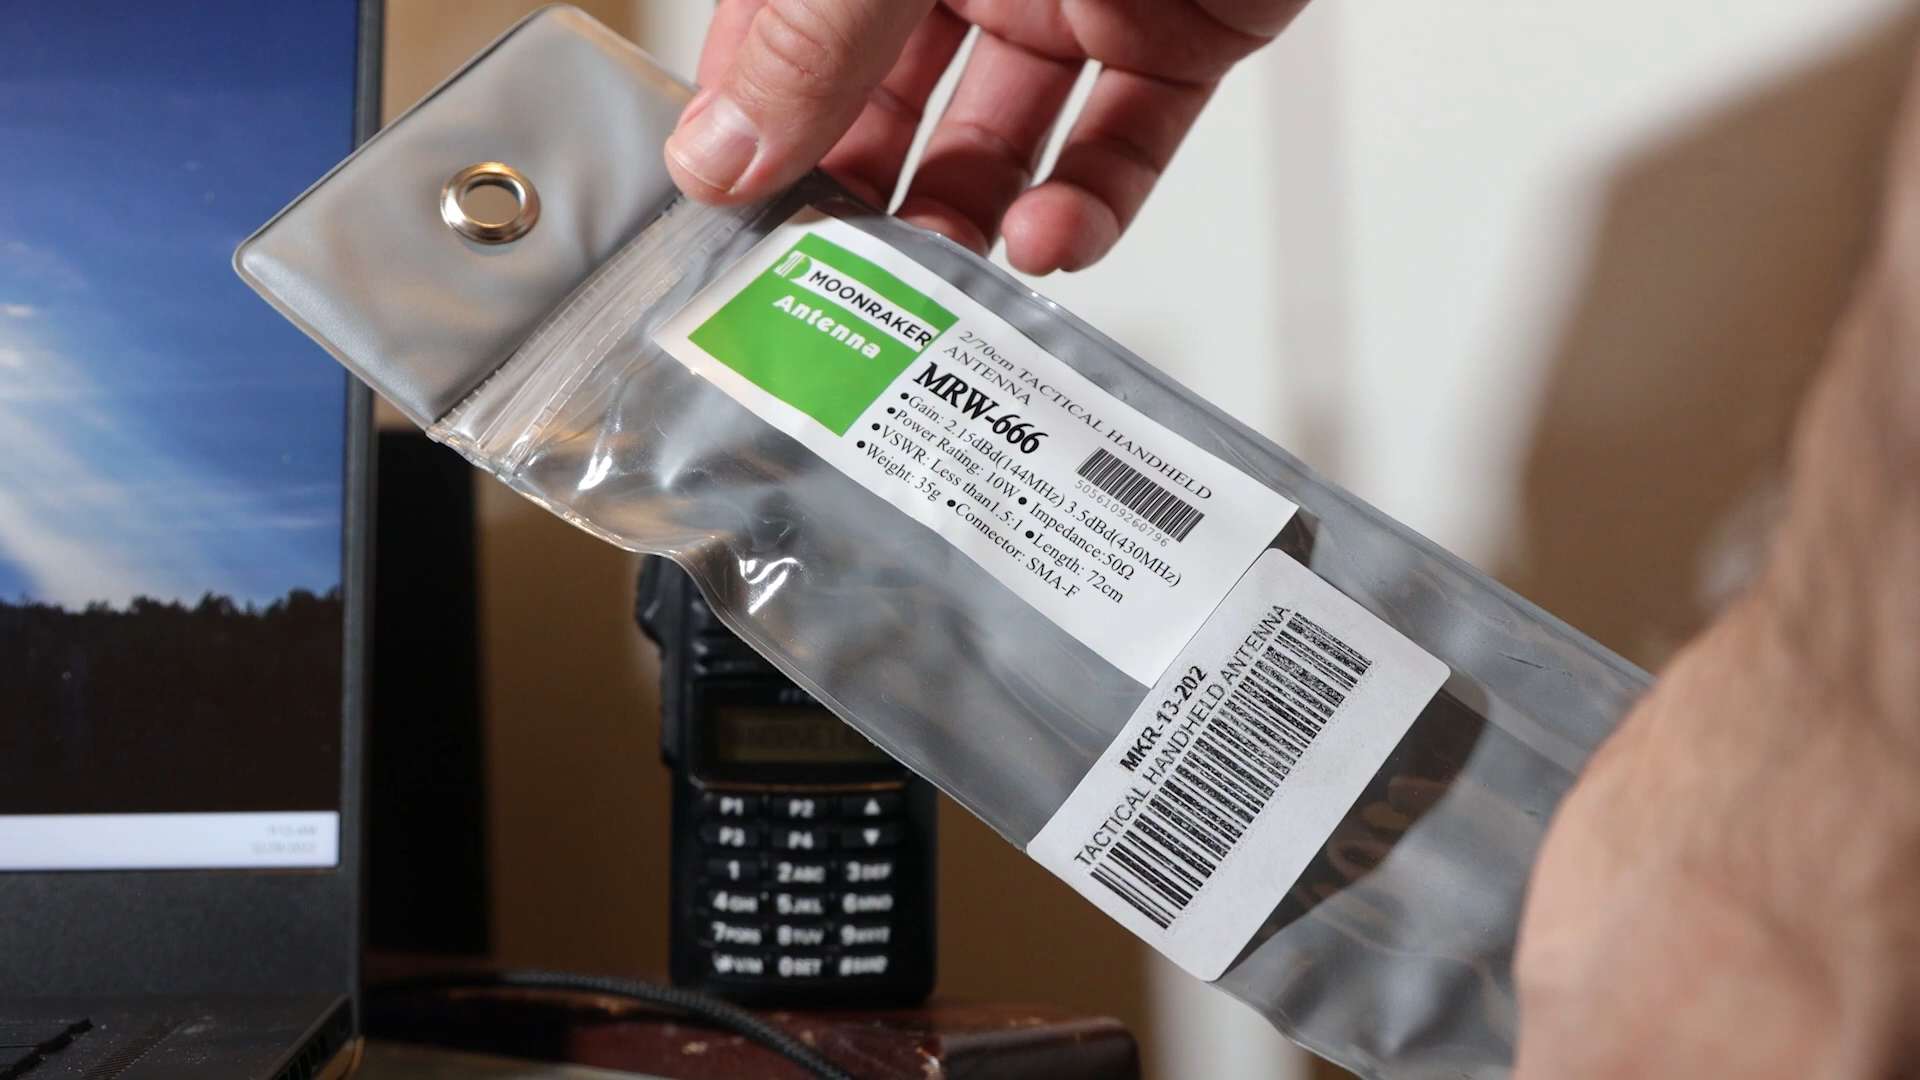 MOONRAKER
Antenna
2/70cm TACTICAL HANDHELD
ANTENNA
MRW-666
5056109260796
•Gain: 2.15dBd(144MHz) 3.5dBd(430MHz)
•Power Rating: 10W• Impedance:50Ω
•VSWR: Less than1.5:1 •Length: 72cm
•Weight: 35g •Connector: SMA-F
MKR-13-202
TACTICAL HANDHELD ANTENNA
P1 P2 ▲
P3 P4 ▼
1 2ABC 3DEF
4GHI 5JKL 6MNO
7PQRS 8TUV 9WXYZ
0SET